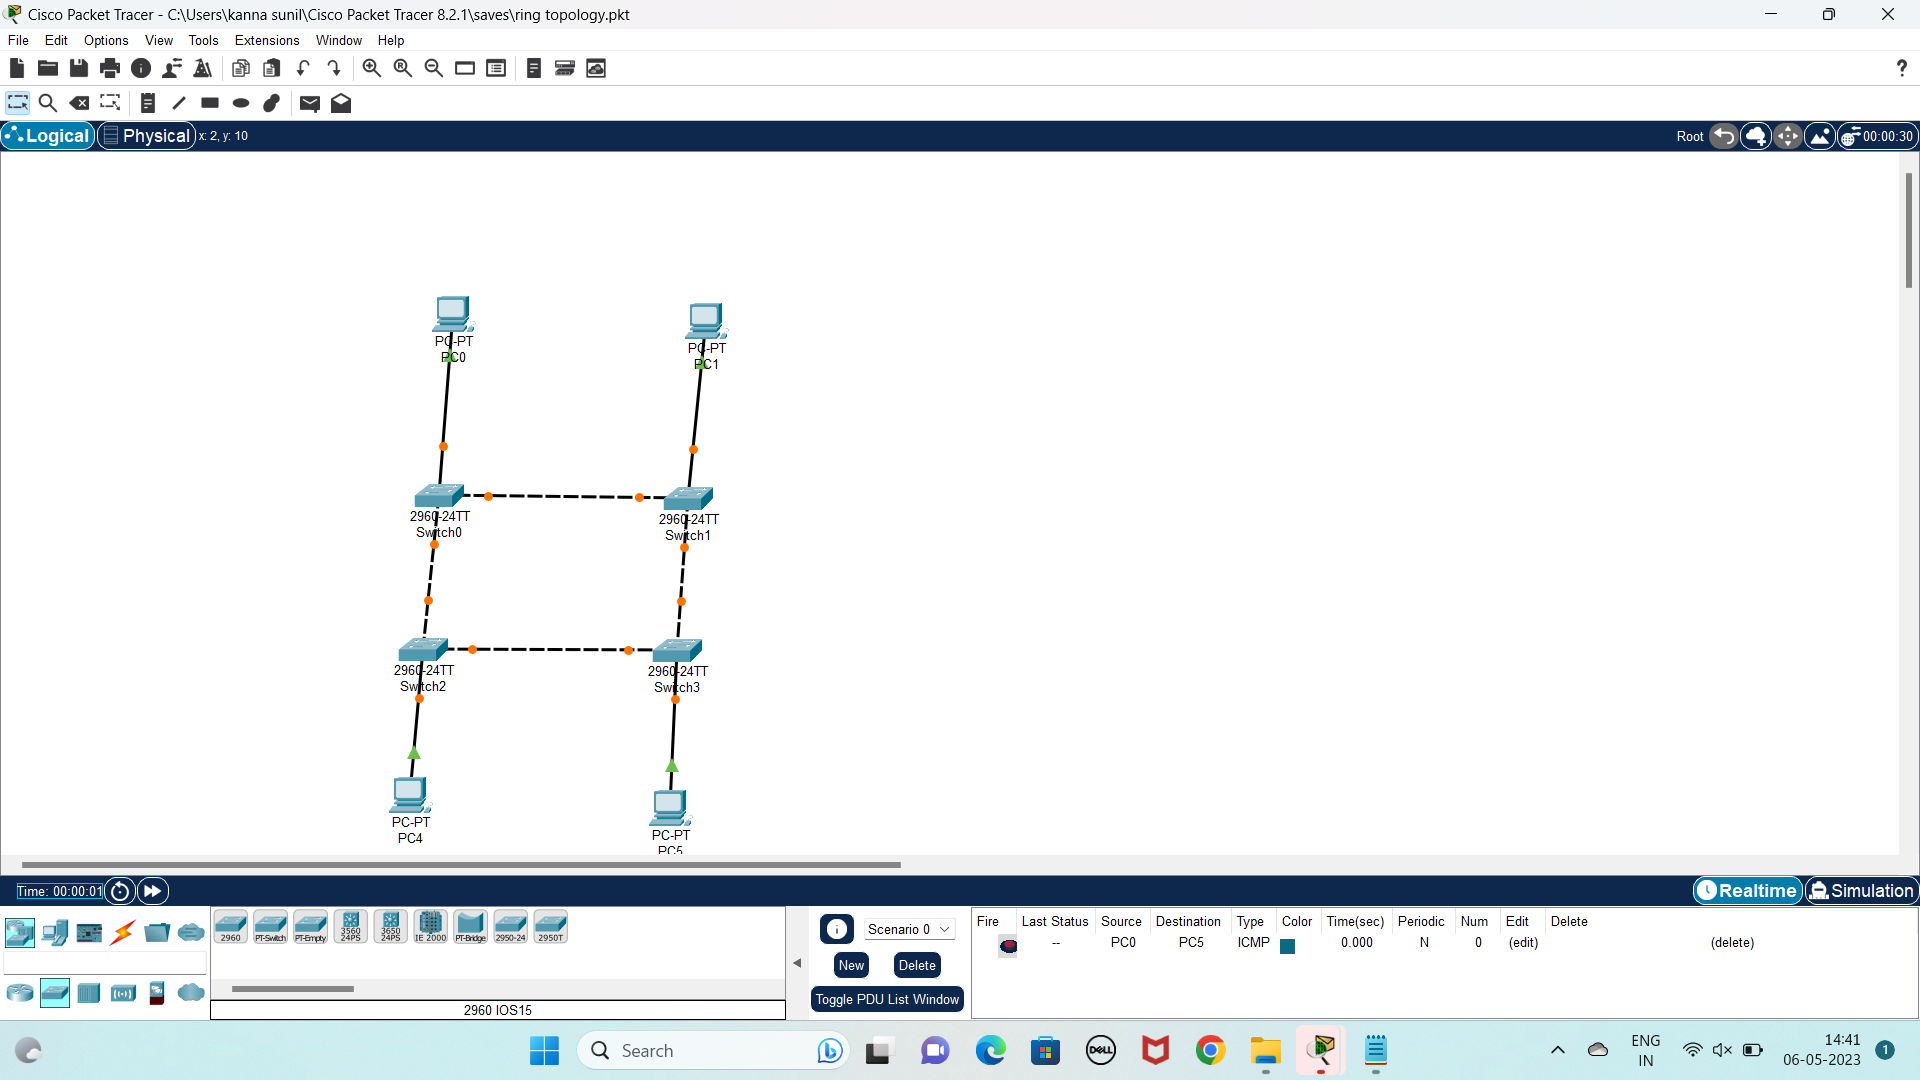 Cisco Packet Tracer - C:\Users\kanna sunil\Cisco Packet Tracer 8.2.1\saves\ring topology.pkt
File Edit Options View Tools Extensions Window Help
?
Logical Physical x: 2, y: 10 Root 00:00:30
PC-PT
PC0
PC-PT
PC1
2960-24TT
Switch0
2960-24TT
Switch1
2960-24TT
Switch2
2960-24TT
Switch3
PC-PT
PC4
PC-PT
PC5
Time: 00:00:01 Realtime Simulation
2960 PT-Switch PT-Empty 3560 24PS 3650 24PS IE 2000 PT-Bridge 2950-24 2950T
2960 IOS15
Scenario 0
New Delete
Toggle PDU List Window
Fire Last Status Source Destination Type Color Time(sec) Periodic Num Edit Delete
-- PC0 PC5 ICMP 0.000 N 0 (edit) (delete)
Search
DELL
ENG
IN
14:41
06-05-2023
1